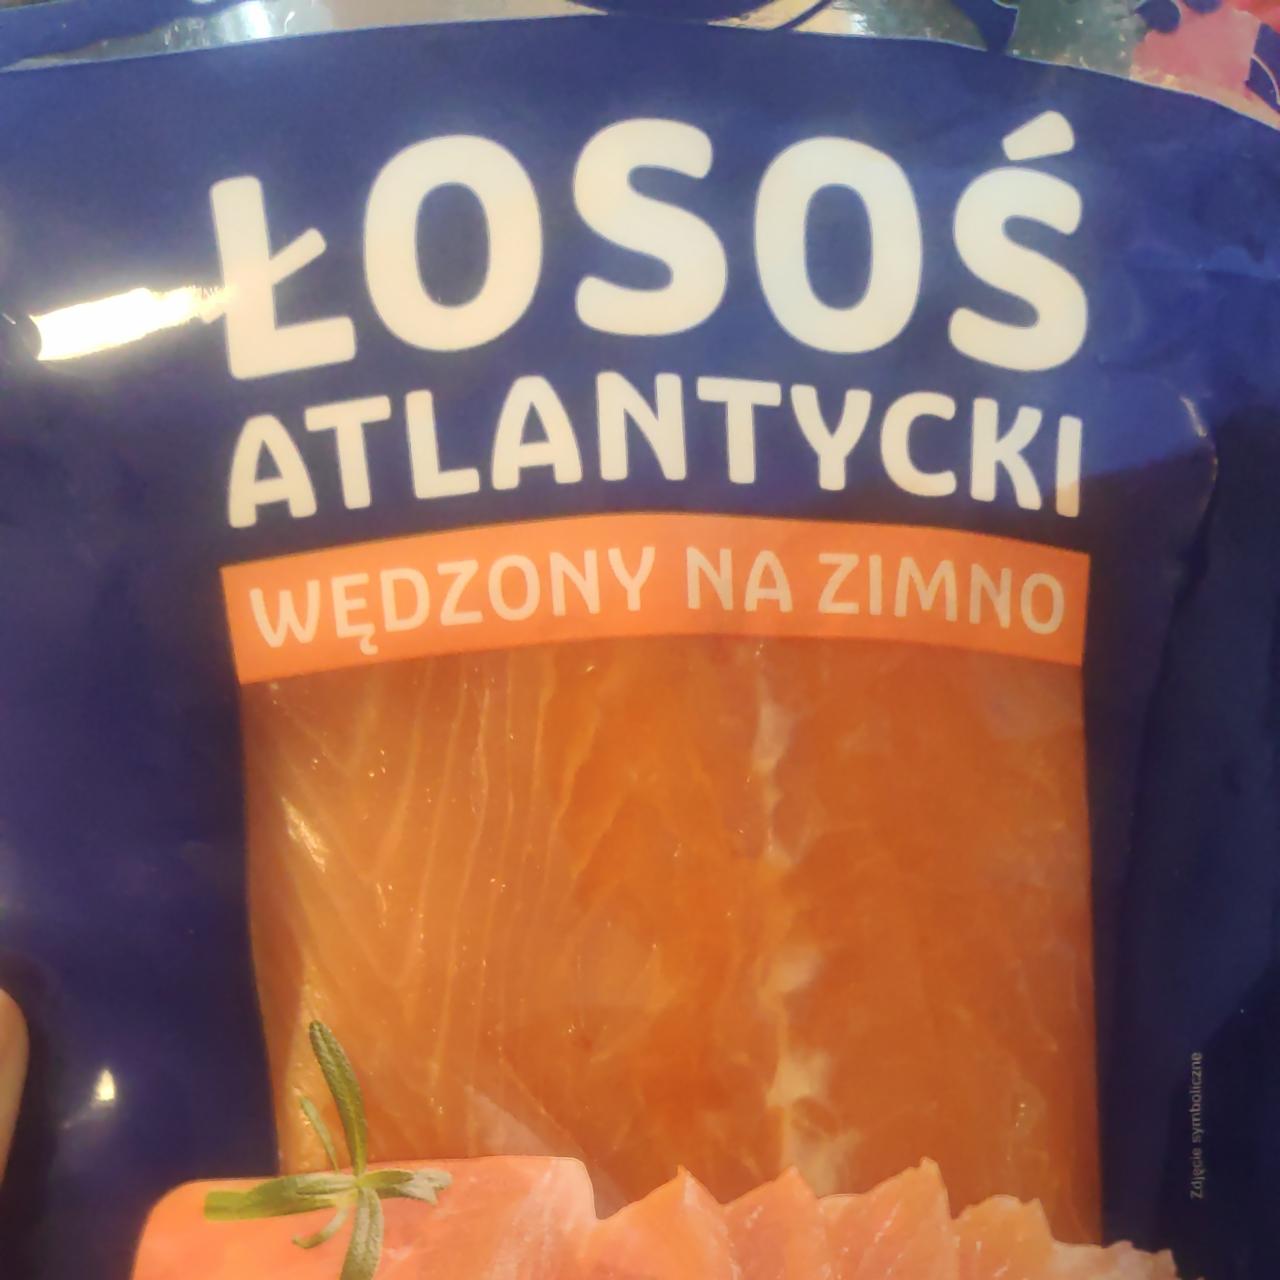 ŁOSOŚ
ATLANTYCKI
WĘDZONY NA ZIMNO
Zdjęcie symboliczne